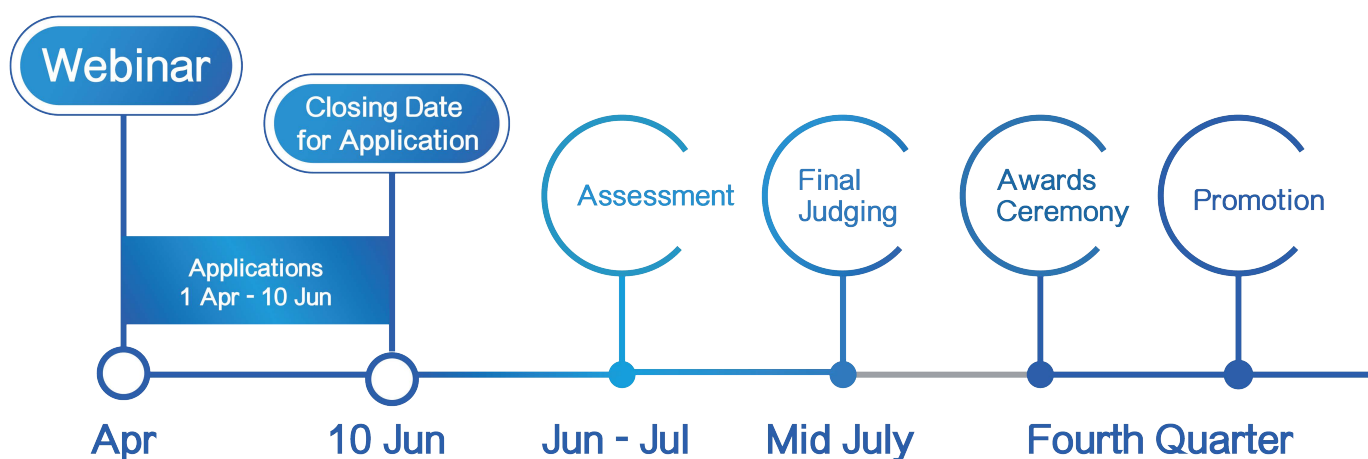 Webinar
Closing Date
for Application
Applications
1 Apr - 10 Jun
Assessment
Final
Judging
Awards
Ceremony
Promotion
Apr
10 Jun
Jun - Jul
Mid July
Fourth Quarter